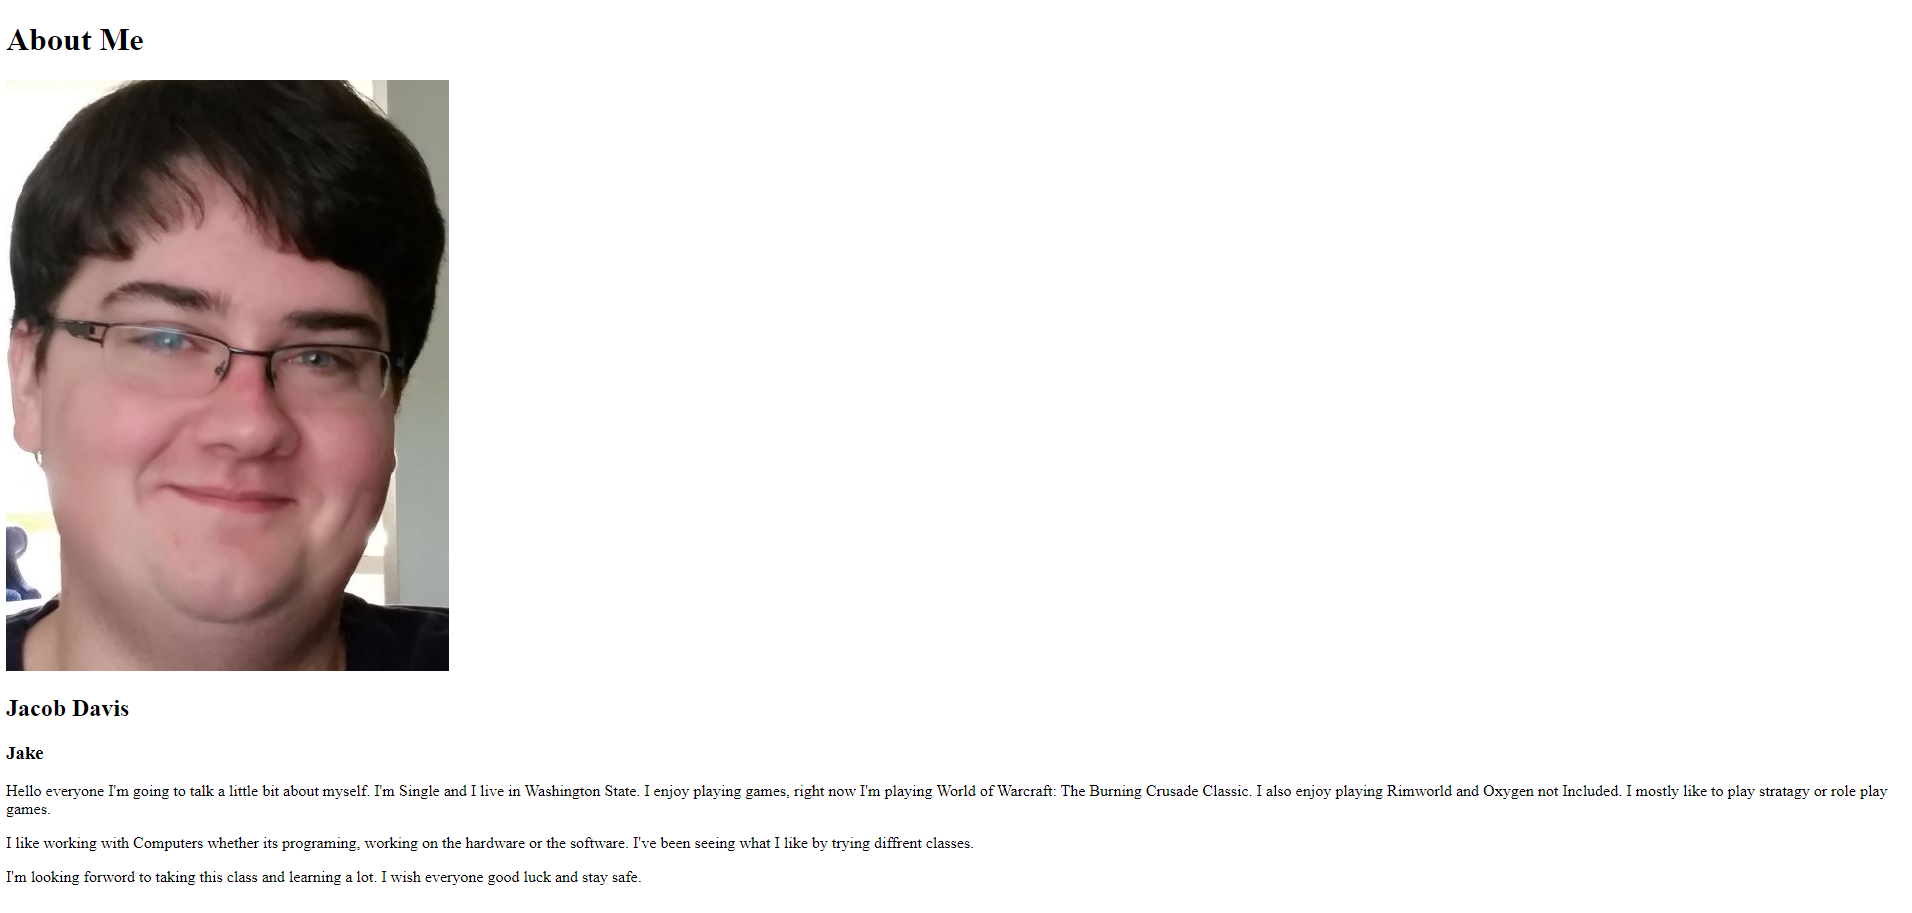 About Me
Jacob Davis
Jake
Hello everyone I'm going to talk a little bit about myself. I'm Single and I live in Washington State. I enjoy playing games, right now I'm playing World of Warcraft: The Burning Crusade Classic. I also enjoy playing Rimworld and Oxygen not Included. I mostly like to play stratagy or role play
games.
I like working with Computers whether its programing, working on the hardware or the software. I've been seeing what I like by trying diffrent classes.
I'm looking forword to taking this class and learning a lot. I wish everyone good luck and stay safe.